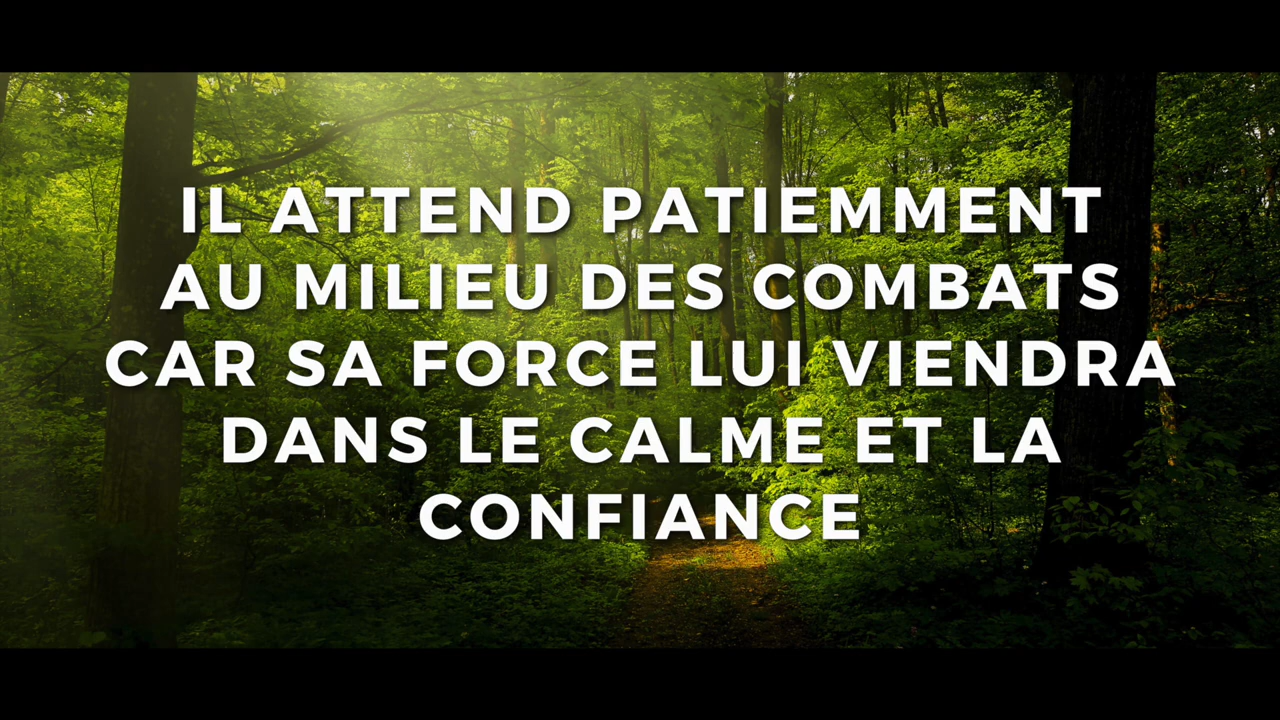 IL ATTEND PATIEMMENT
AU MILIEU DES COMBATS
CAR SA FORCE LUI VIENDRA
DANS LE CALME ET LA
CONFIANCE